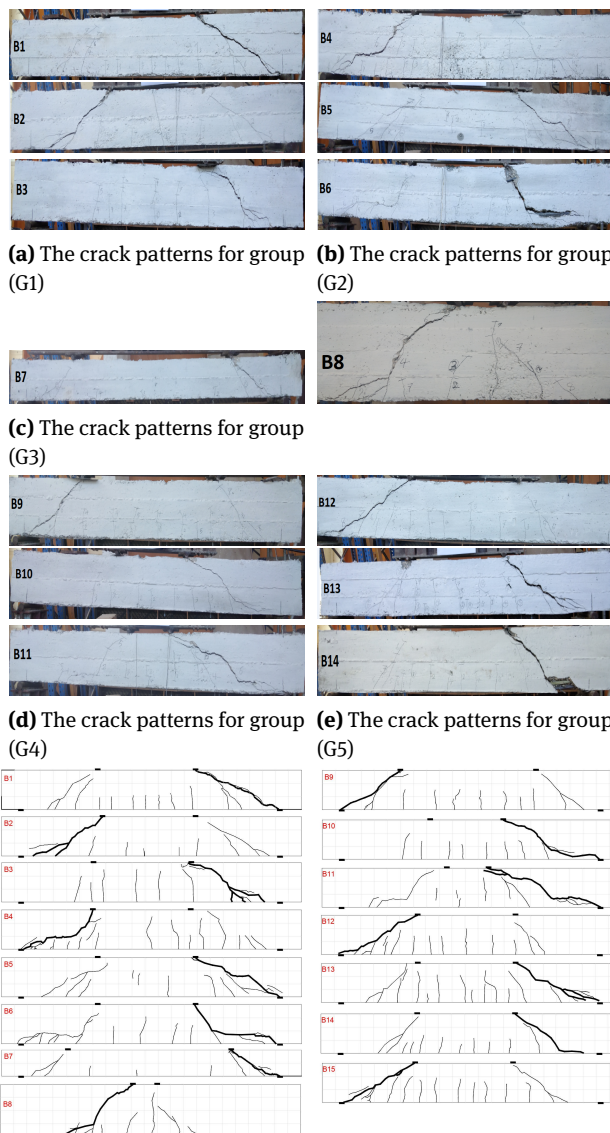 B1
B4
B2
B5
B3
B6
(a) The crack patterns for group
(G1)
(b) The crack patterns for group
(G2)
B7
B8
(c) The crack patterns for group
(G3)
B9
B12
B10
B13
B11
B14
(d) The crack patterns for group
(G4)
(e) The crack patterns for group
(G5)
B1
B2
B3
B4
B5
B6
B7
B8
B9
B10
B11
B12
B13
B14
B15